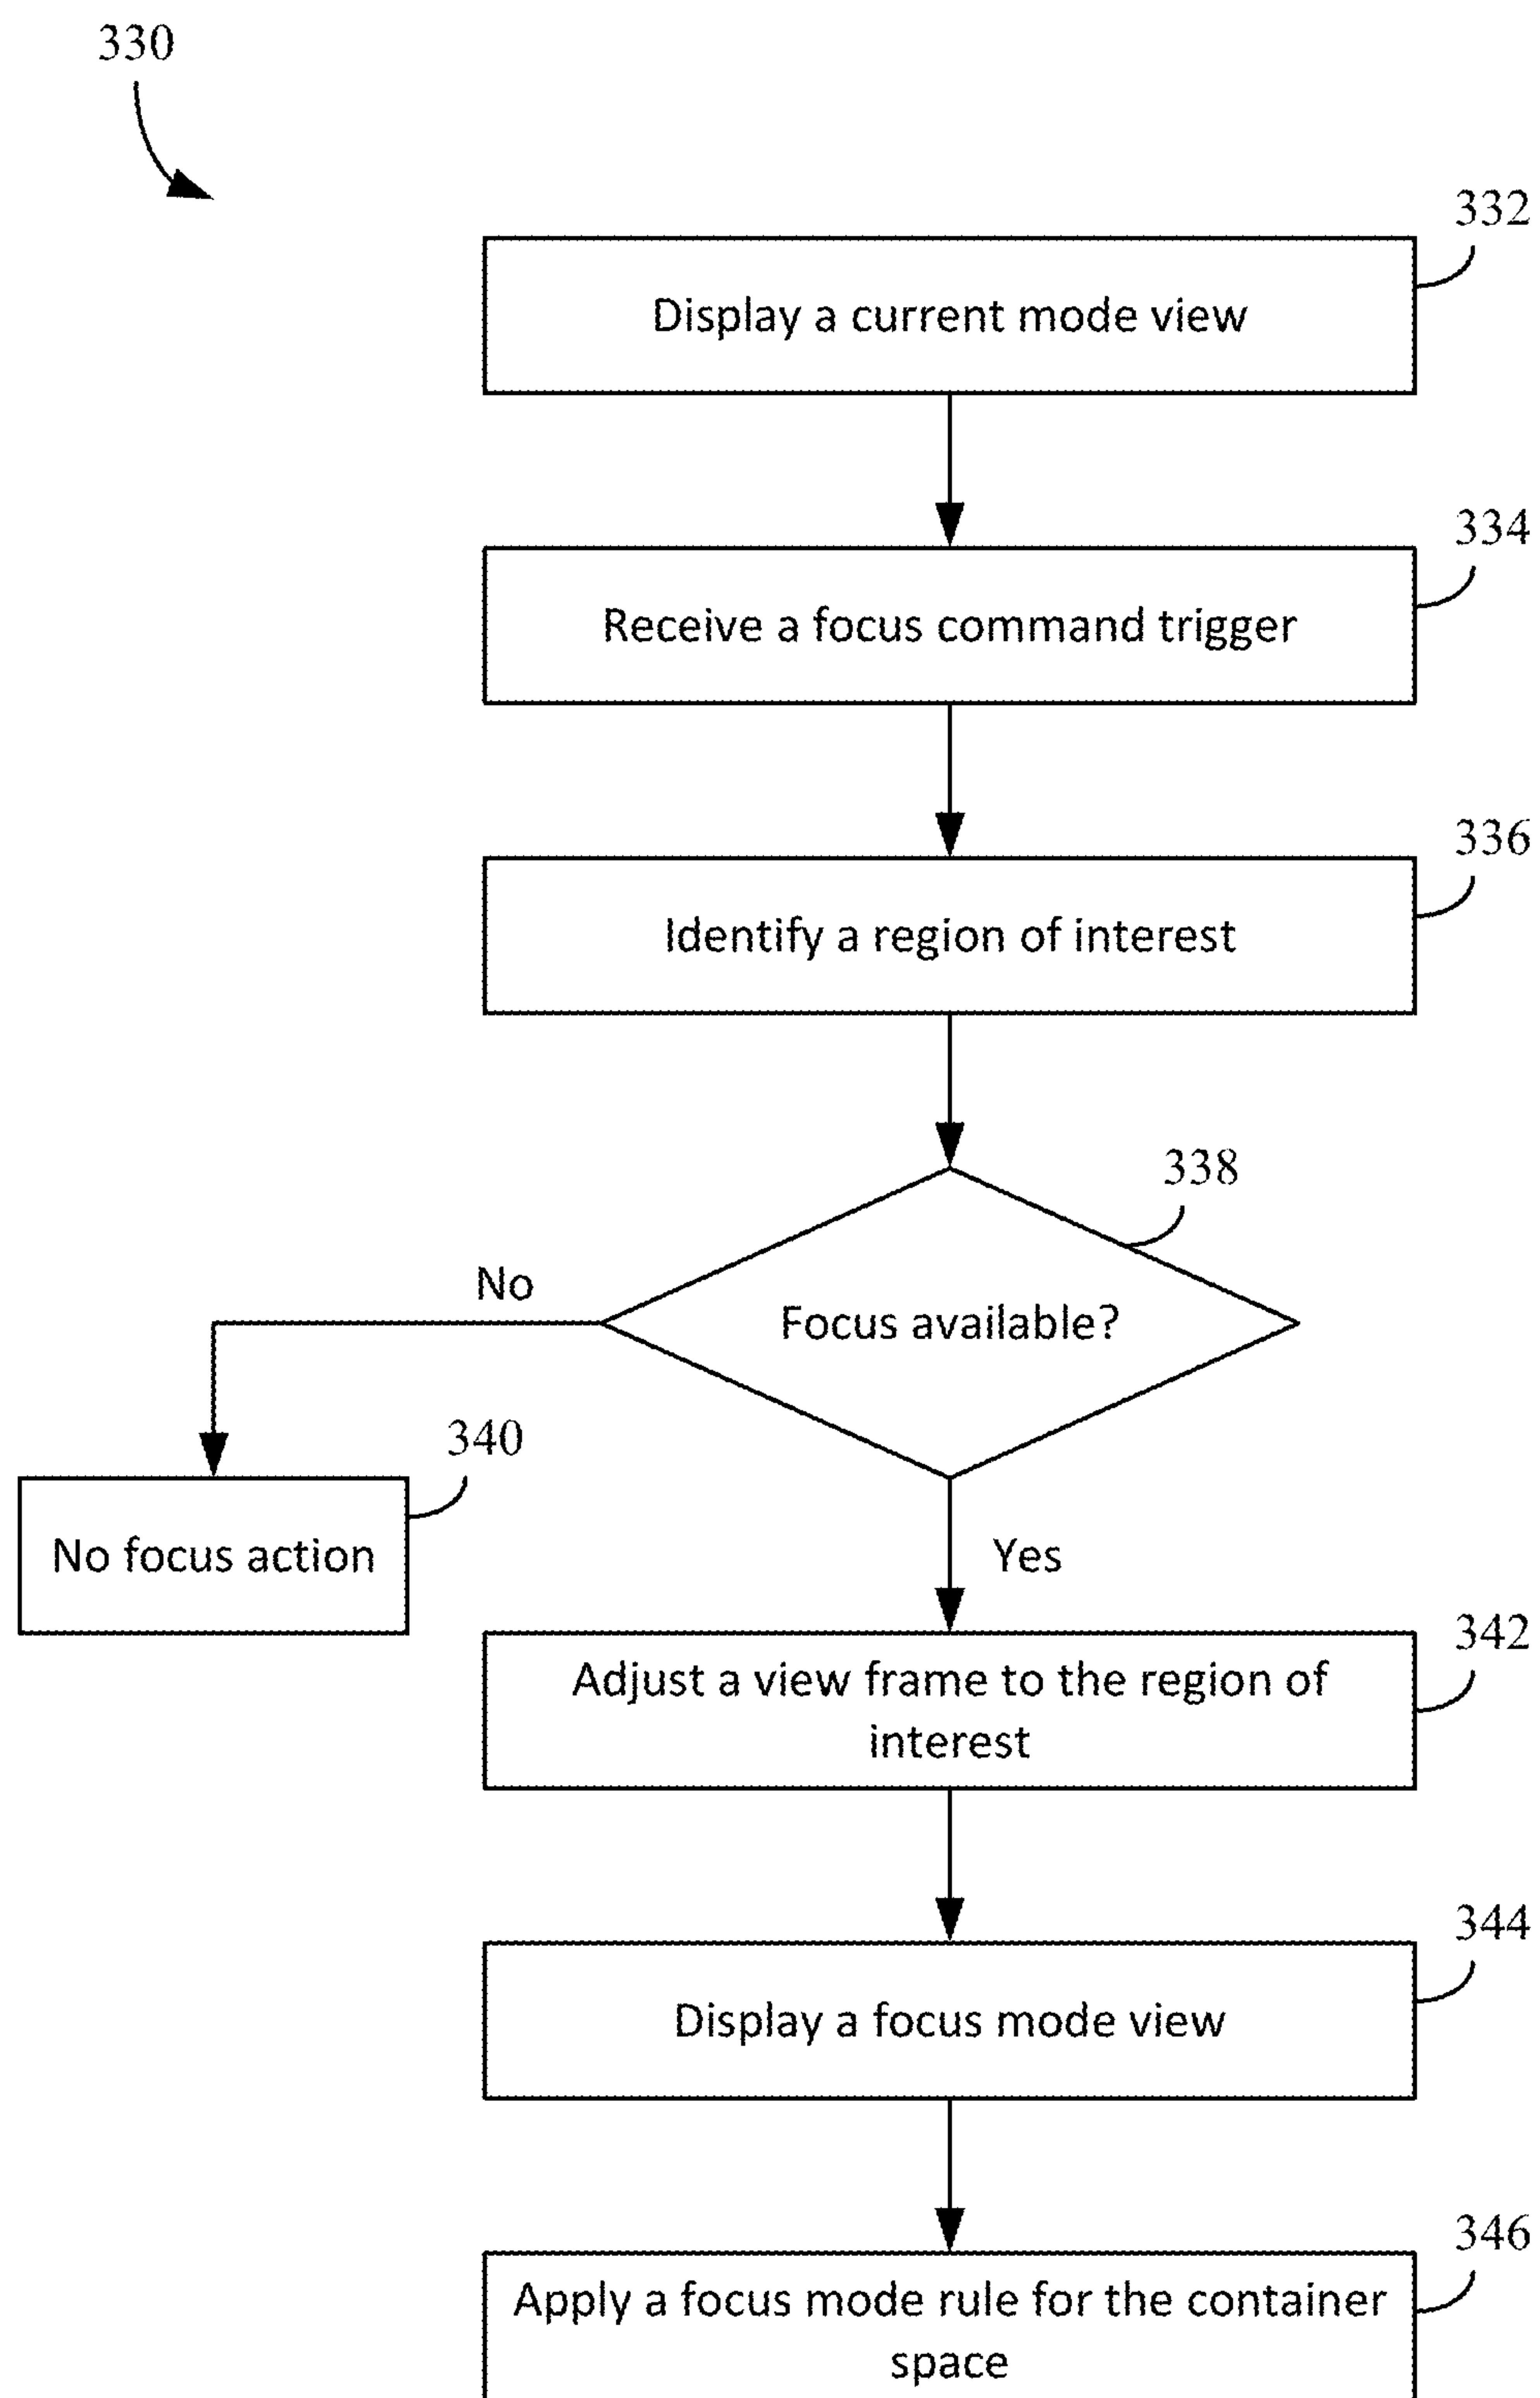 330
332
Display a current mode view
334
Receive a focus command trigger
336
Identify a region of interest
338
No
Focus available?
340
No focus action
Yes
342
Adjust a view frame to the region of
interest
344
Display a focus mode view
346
Apply a focus mode rule for the container
space